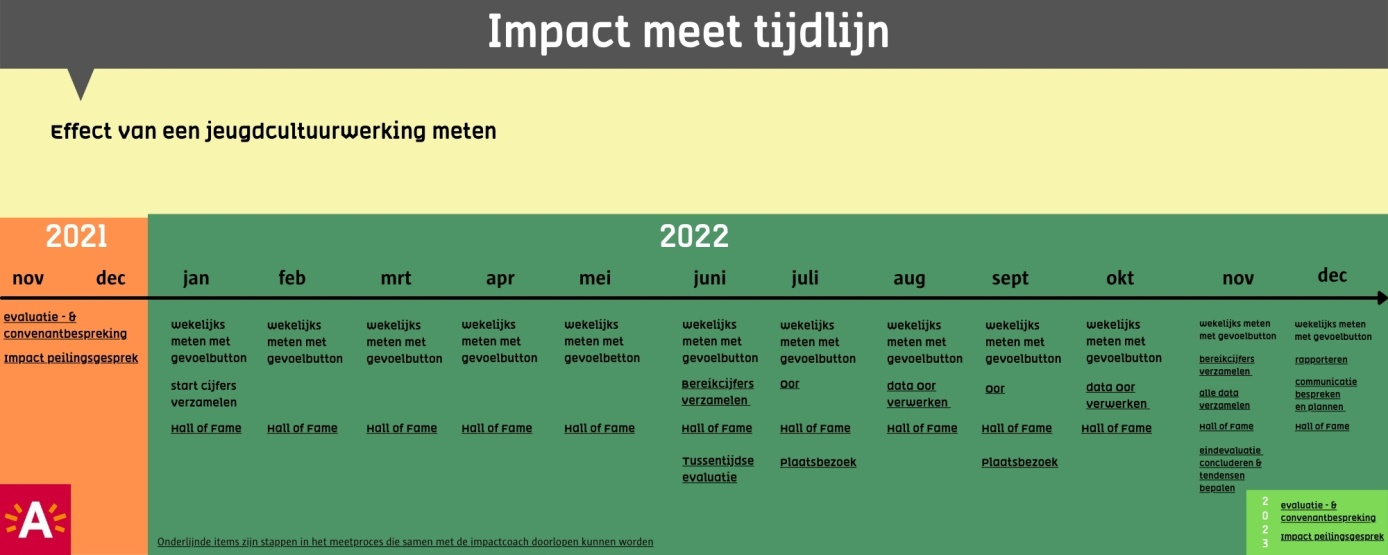 Impact meet tijdlijn
Effect van een jeugdcultuurwerking meten
2021
2022
nov
dec
jan
feb
mrt
apr
mei
juni
juli
aug
sept
okt
nov
dec
evaluatie - &
convenantbespreking
Impact peilingsgesprek
wekelijks
meten met
gevoelbutton
start cijfers
verzamelen
Hall of Fame
wekelijks
meten met
gevoelbutton
Hall of Fame
wekelijks
meten met
gevoelbutton
Hall of Fame
wekelijks
meten met
gevoelbutton
Hall of Fame
wekelijks
meten met
gevoelbetton
Hall of Fame
wekelijks
meten met
gevoelbutton
Bereikcijfers
verzamelen
Hall of Fame
Tussentijdse
evaluatie
wekelijks
meten met
gevoelbutton
Oor
Hall of Fame
Plaatsbezoek
wekelijks
meten met
gevoelbutton
data Oor
verwerken
Hall of Fame
wekelijks
meten met
gevoelbutton
Oor
Hall of Fame
Plaatsbezoek
wekelijks
meten met
gevoelbutton
data Oor
verwerken
Hall of Fame
wekelijks meten
met gevoelbutton
bereikcijfers
verzamelen
alle data
verzamelen
Hall of Fame
eindevaluatie
concluderen &
tendensen
bepalen
wekelijks meten
met gevoelbutton
rapporteren
communicatie
bespreken
en plannen
Hall of Fame
2
0
2
3
evaluatie - &
convenantbespreking
Impact peilingsgesprek
A
Onderlijnde items zijn stappen in het meetproces die samen met de impactcoach doorlopen kunnen worden